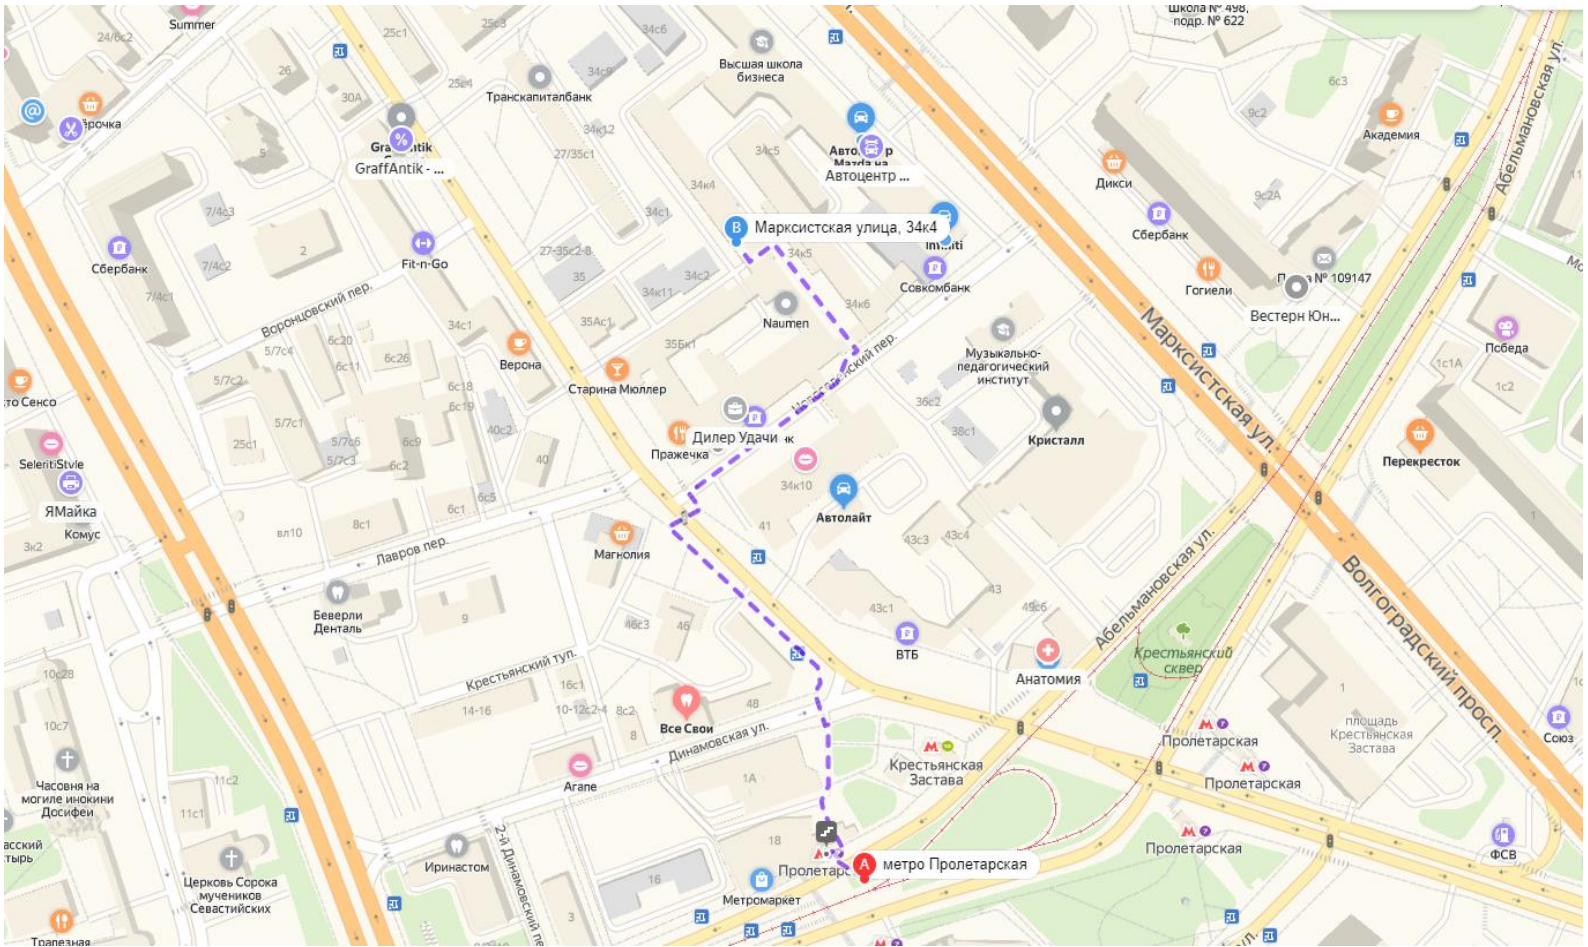 Summer
24/6с2
25с1
25с3
34с6
26
25с4
30А
34с9
Высшая школа
бизнеса
Транскапиталбанк
Школа № 498,
подр. № 622
6с3
9с2
Академия
Абельмановская ул.
5
GraffAntik - ...
34к12
27/35с1
34с5
34к4
Автоцентр ...
Дикси
9с2А
Сбербанк
7/4с3
7/4с2
2
Сбербанк
7/4с1
Fit-n-Go
34с1
27-35с2-8
35
34к11
34с2
B
Марксистская улица, 34к4
34к5
Совкомбанк
Гогиели
Вестерн Юн...
Воронцовский пер.
34с1
35Ас1
35Бк1
Naumen
34к6
Марксистская ул.
5/7с4
6с20
6с11
6с26
5/7с2
6с18
6с19
Верона
Старина Мюллер
Музыкально-
педагогический
институт
36с2
38с1
Кристалл
Победа
1с1А
1с2
Перекресток
25с1
5/7с6
5/7с3
6с9
6с2
40с2
40
6с5
6с1
Дилер Удачи
Пражечка
34к10
ЯМайка
Комус
3к2
вл10
8с1
Лавров пер.
Магнолия
41
Автолайт
43с3
43с4
43
43с1
49с6
Абельмановская ул.
Волгоградский просп.
Беверли
Денталь
9
46с3
46
ВТБ
Анатомия
Крестьянский
сквер
10с28
Крестьянский туп.
16с1
14-16
10-12с2-4
8с2
8
48
Все Свои
Динамовская ул.
1
площадь
Крестьянская
Застава
Союз
10с7
Часовня на
могиле инокини
Досифеи
11с2
11с1
Агапе
1А
Крестьянская
Застава
Пролетарская
Пролетарская
Пролетарская
Иринастом
2-й Динамовский пе
18
A
метро Пролетарская
16
3
Метромаркет
ФСВ
Церковь Сорока
мучеников
Севастийских
Трапезная